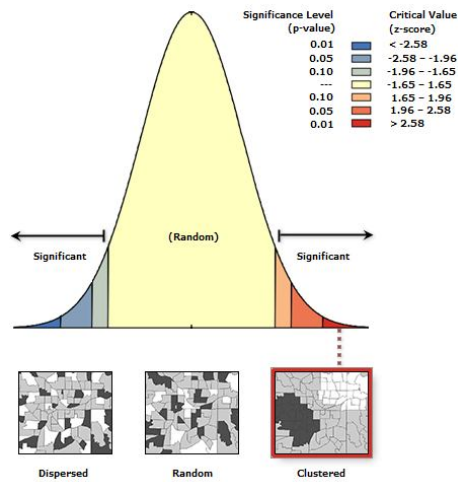 Significance Level Critical Value
(p-value) (z-score)
0.01 < -2.58
0.05 -2.58 – -1.96
0.10 -1.96 – -1.65
--- -1.65 – 1.65
0.10 1.65 – 1.96
0.05 1.96 – 2.58
0.01 > 2.58
(Random)
Significant Significant
Dispersed Random Clustered